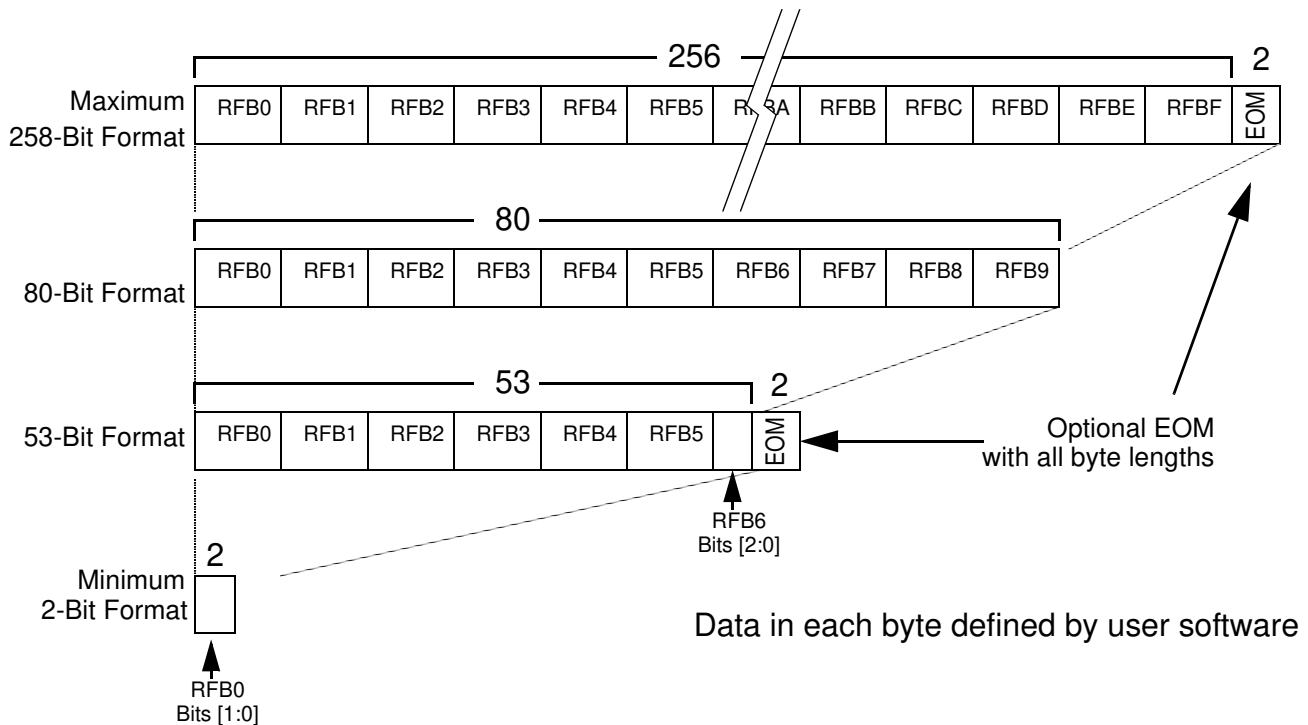 256
2
Maximum
258-Bit Format
RFB0 RFB1 RFB2 RFB3 RFB4 RFB5 RFBA RFBB RFBC RFBD RFBE RFBF EOM
80
80-Bit Format
RFB0 RFB1 RFB2 RFB3 RFB4 RFB5 RFB6 RFB7 RFB8 RFB9
53
2
53-Bit Format
RFB0 RFB1 RFB2 RFB3 RFB4 RFB5 EOM
Optional EOM
with all byte lengths
RFB6
Bits [2:0]
2
Minimum
2-Bit Format
RFB0
Bits [1:0]
Data in each byte defined by user software